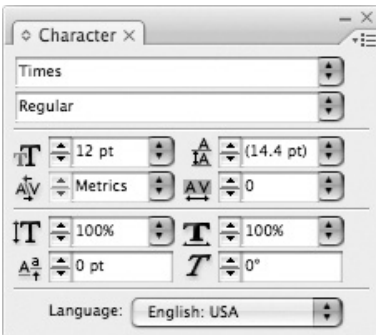 Character
Times
Regular
12 pt (14.4 pt)
Metrics 0
100% 100%
0 pt 0°
Language: English: USA